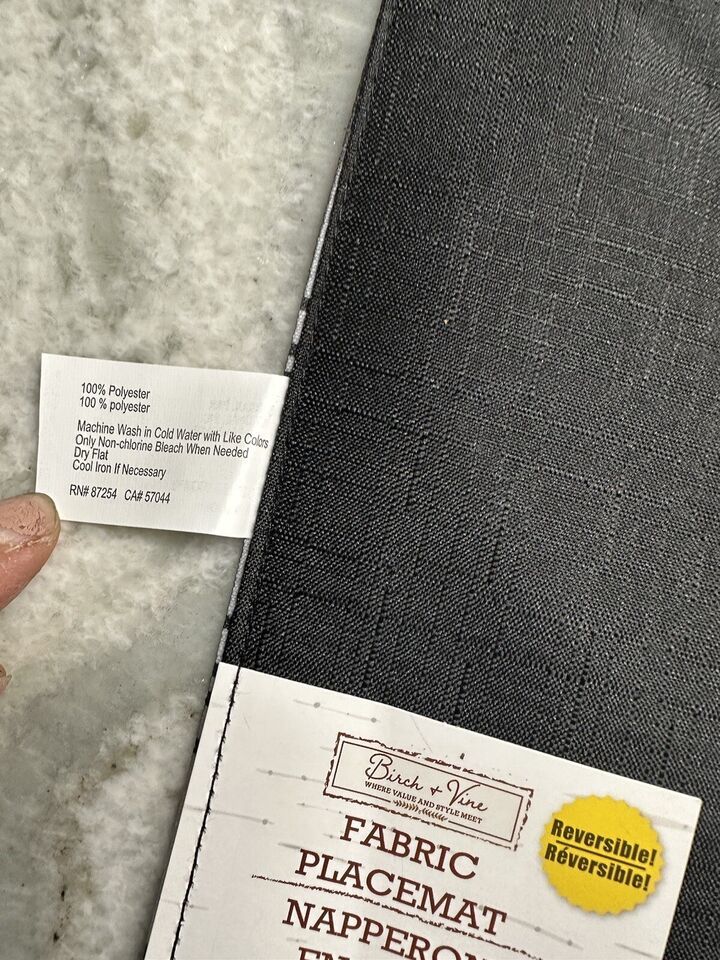 100% Polyester
100 % polyester
Machine Wash in Cold Water with Like Colors
Only Non-chlorine Bleach When Needed
Dry Flat
Cool Iron If Necessary
RN# 87254 CA# 57044
Birch + Vine
WHERE VALUE AND STYLE MEET
FABRIC
PLACEMAT
NAPPERON
EN
Reversible!
Réversible!